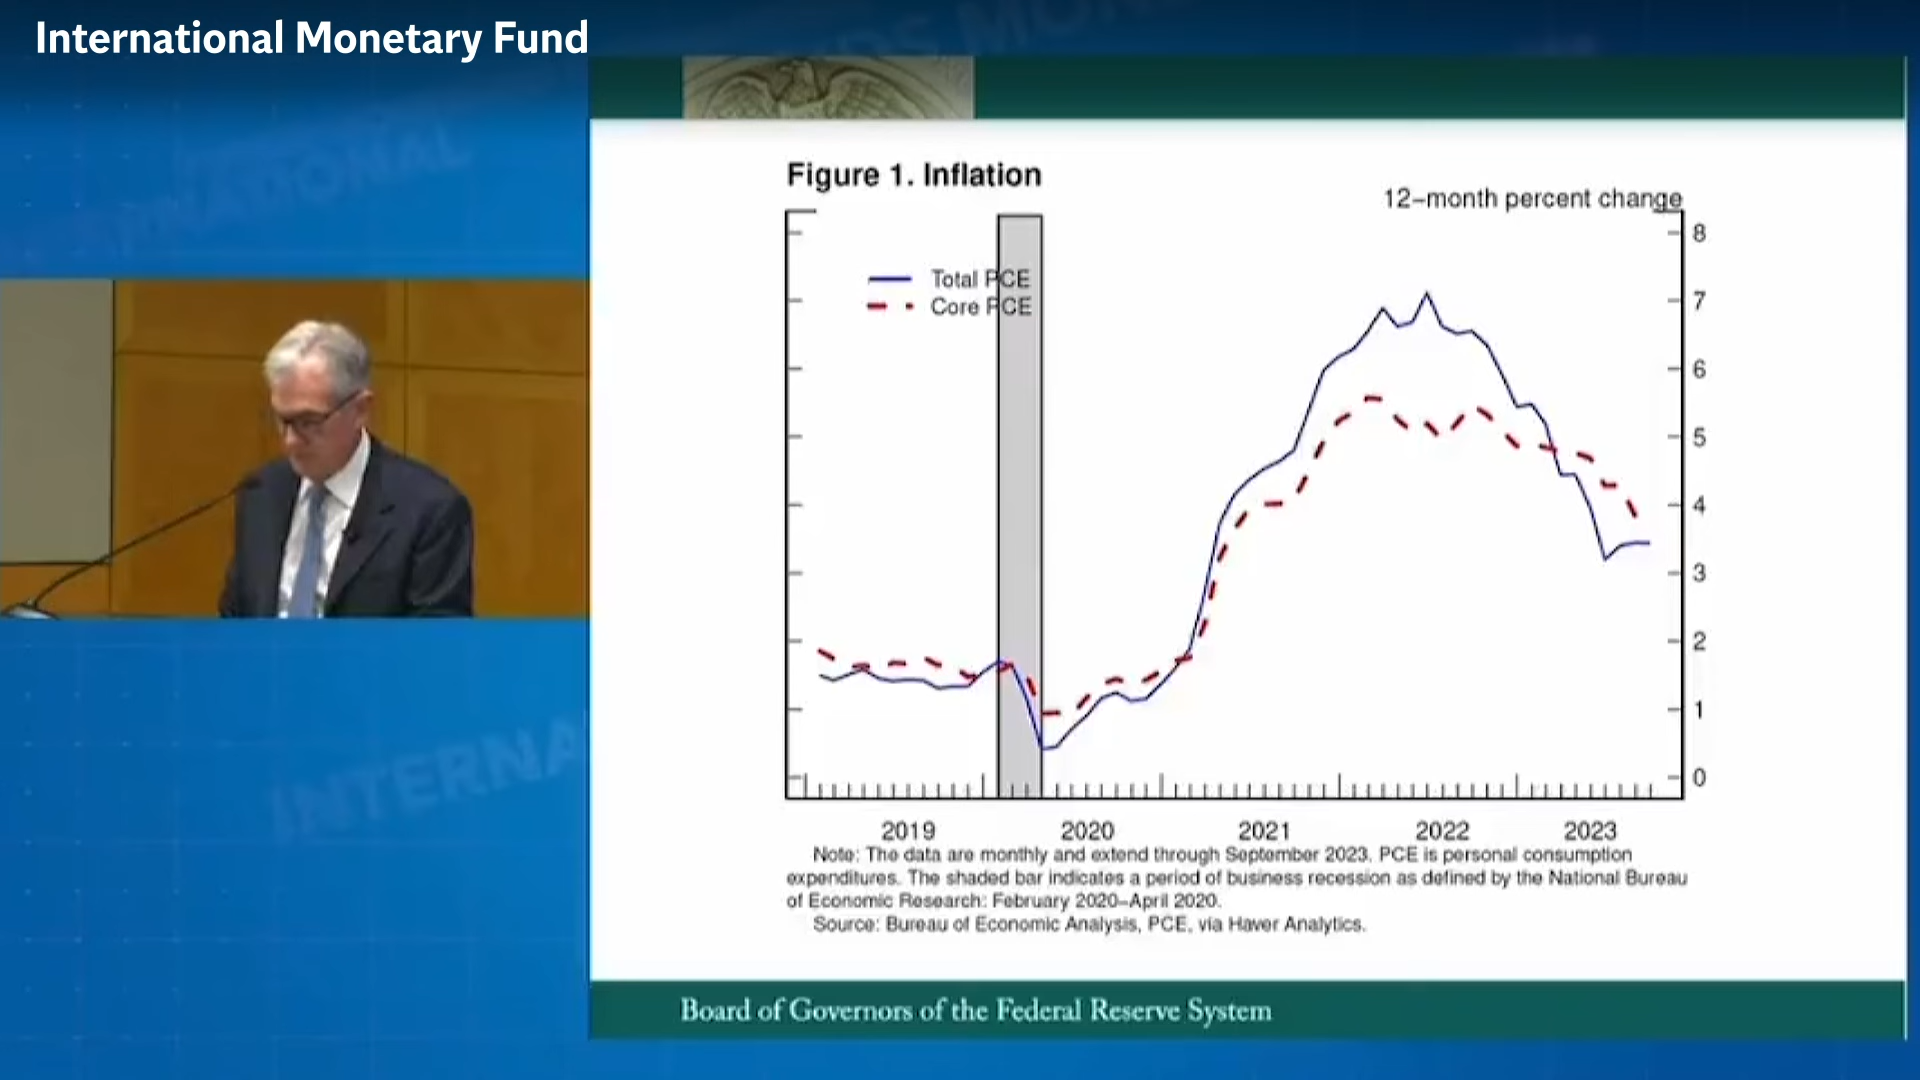 International Monetary Fund
Figure 1. Inflation
12–month percent change
Total PCE
Core PCE
8
7
6
5
4
3
2
1
0
2019
2020
2021
2022
2023
Note: The data are monthly and extend through September 2023. PCE is personal consumption
expenditures. The shaded bar indicates a period of business recession as defined by the National Bureau
of Economic Research: February 2020–April 2020.
Source: Bureau of Economic Analysis, PCE, via Haver Analytics.
Board of Governors of the Federal Reserve System
INTERNATIONAL
INTERNA